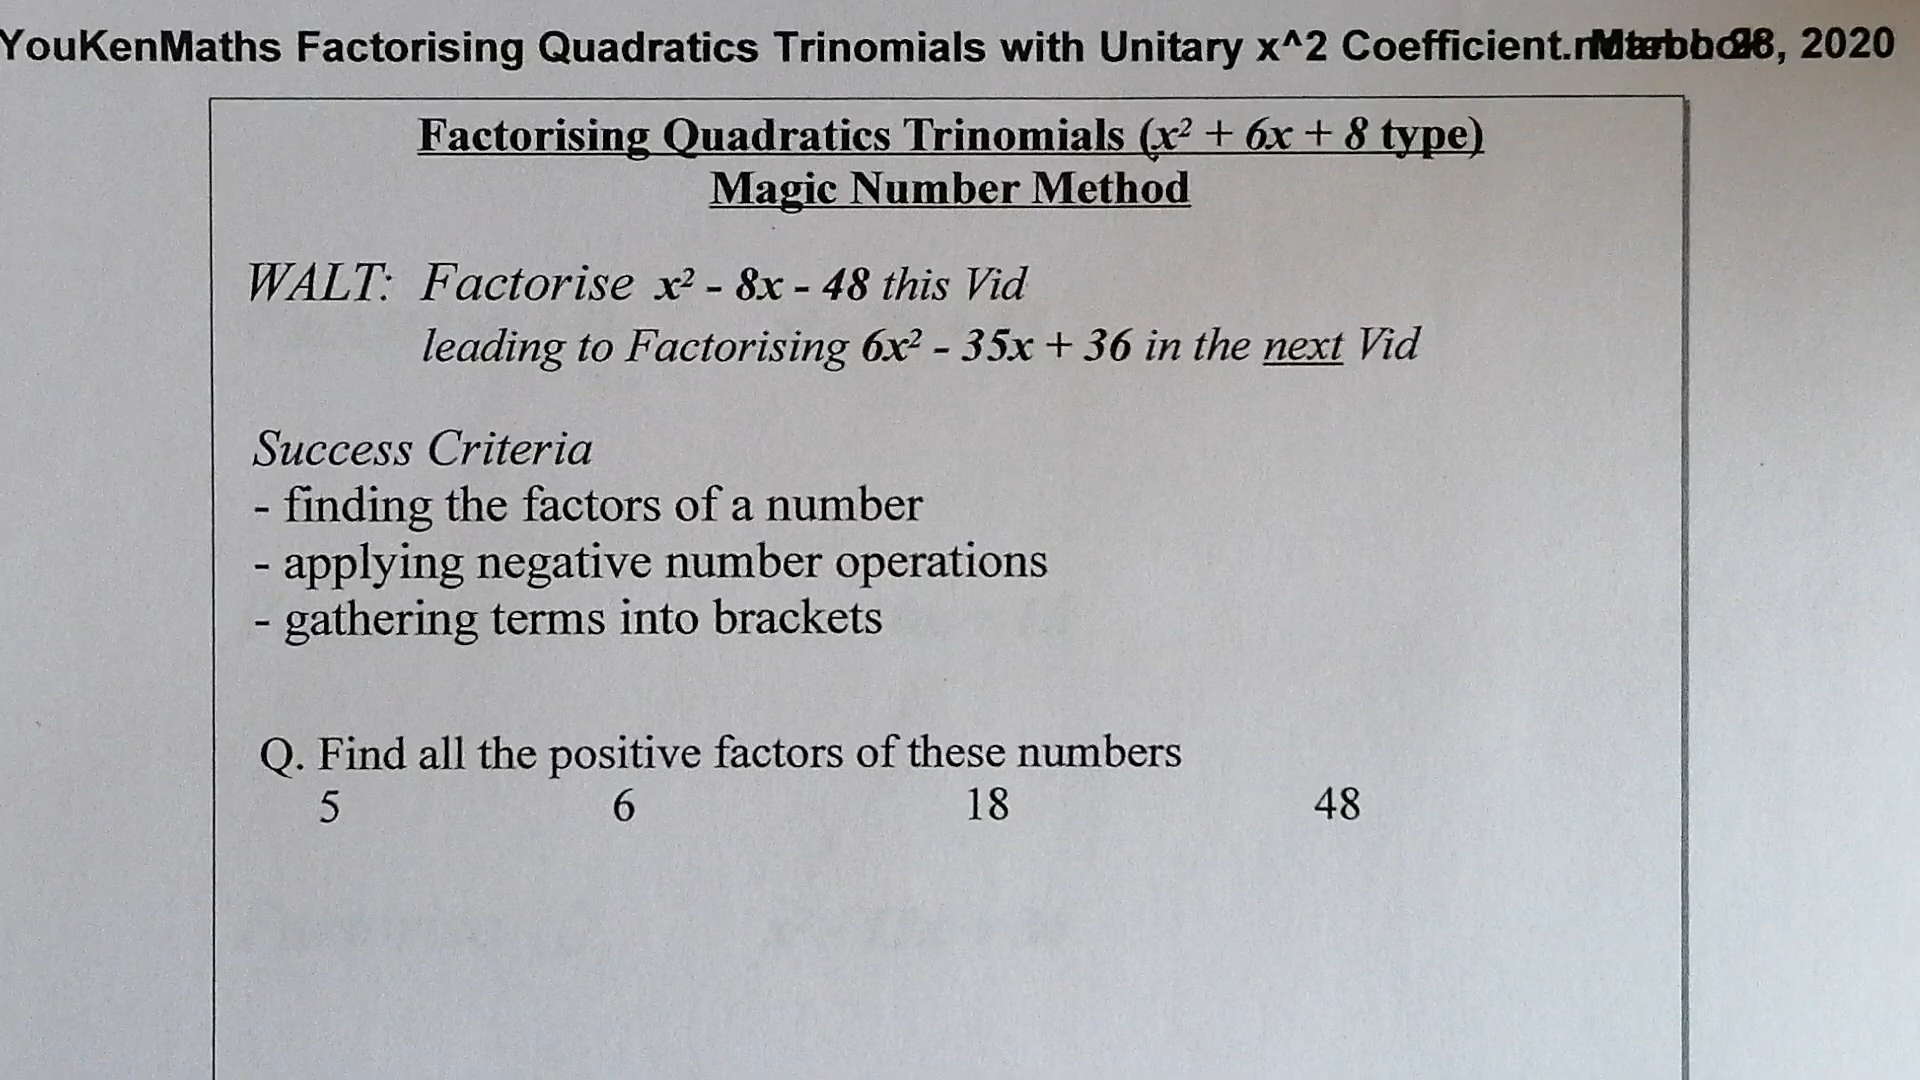 YouKenMaths Factorising Quadratics Trinomials with Unitary x^2 Coefficient. 2020
Factorising Quadratics Trinomials (x² + 6x + 8 type)
Magic Number Method
WALT: Factorise x² - 8x - 48 this Vid
leading to Factorising 6x² - 35x + 36 in the next Vid
Success Criteria
- finding the factors of a number
- applying negative number operations
- gathering terms into brackets
Q. Find all the positive factors of these numbers
5 6 18 48